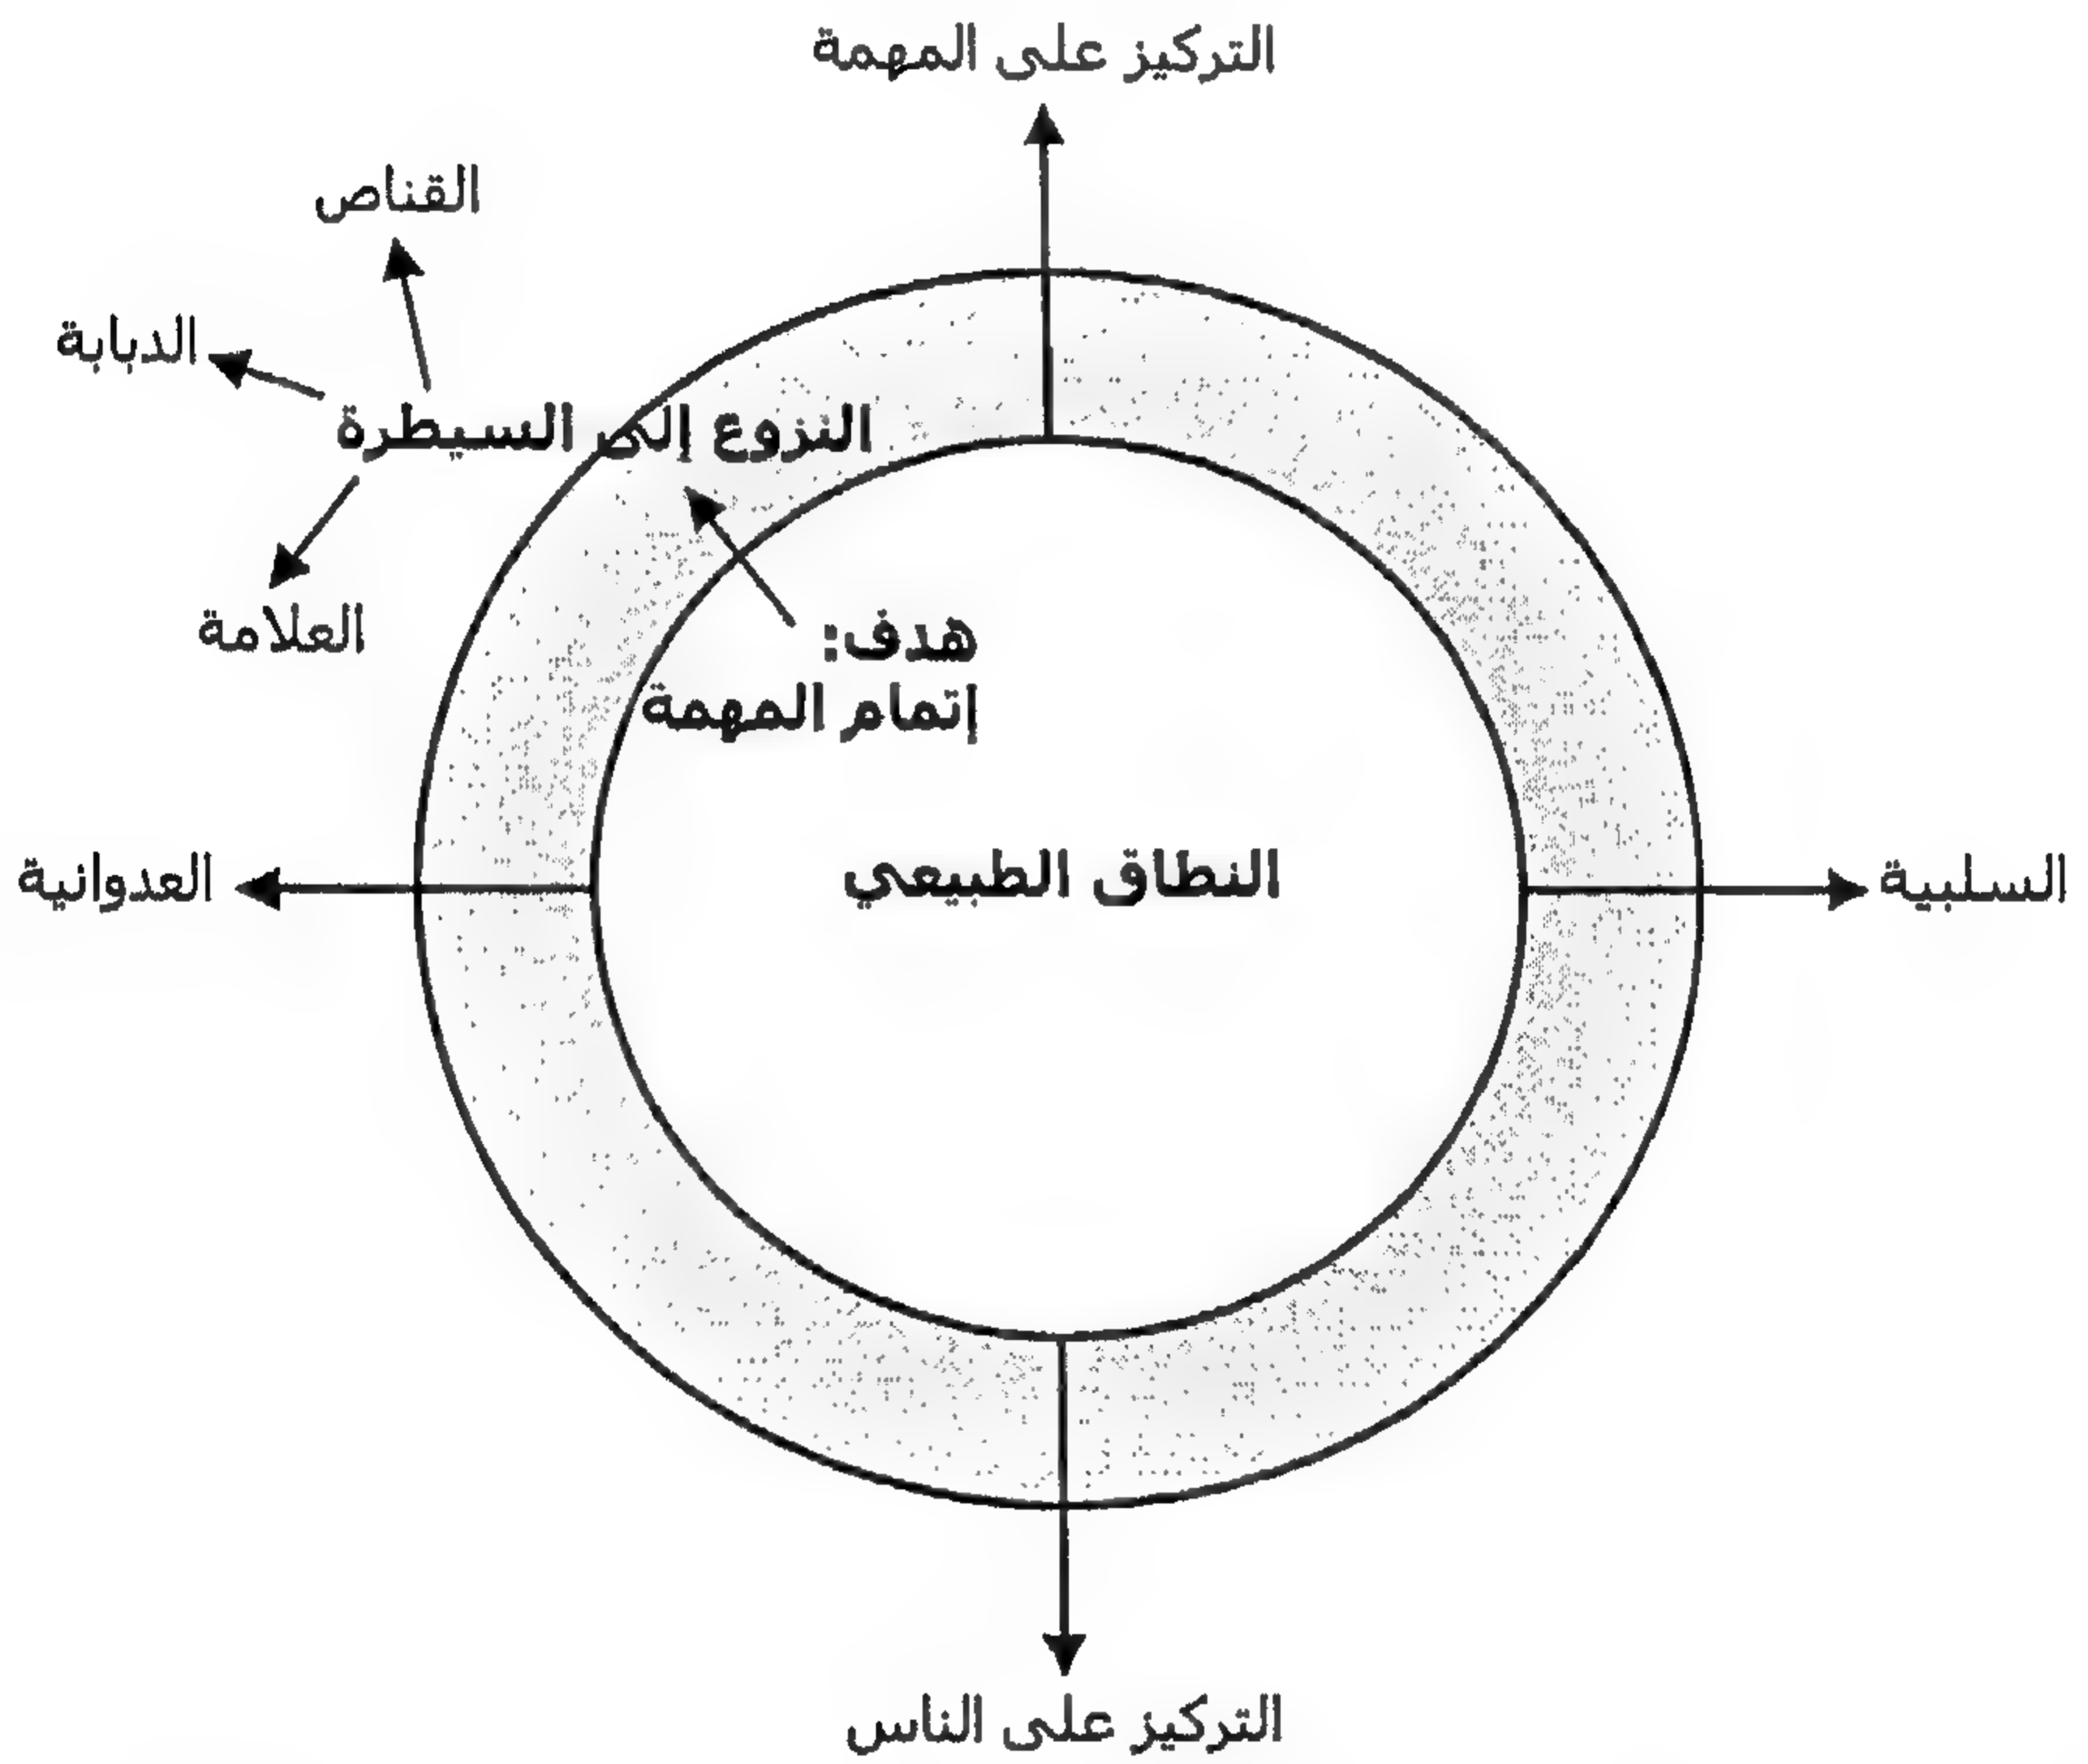 التركيز على المهمة
القناص
الدبابة
النزوع إلى السيطرة
العلامة
هدف:
إتمام المهمة
النطاق الطبيعي
السلبية
العدوانية
التركيز على الناس